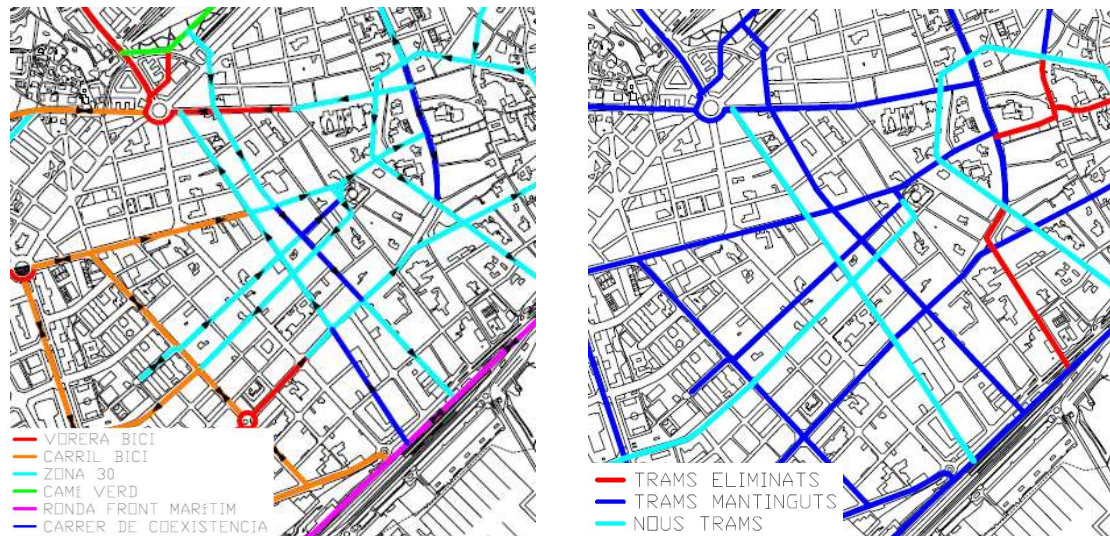 VORERA BICI
CARRIL BICI
ZONA 30
CAMÍ VERD
RONDA FRONT MARÍTIM
CARRER DE COEXISTENCIA
TRAMS ELIMINATS
TRAMS MANTINGUTS
NOUS TRAMS